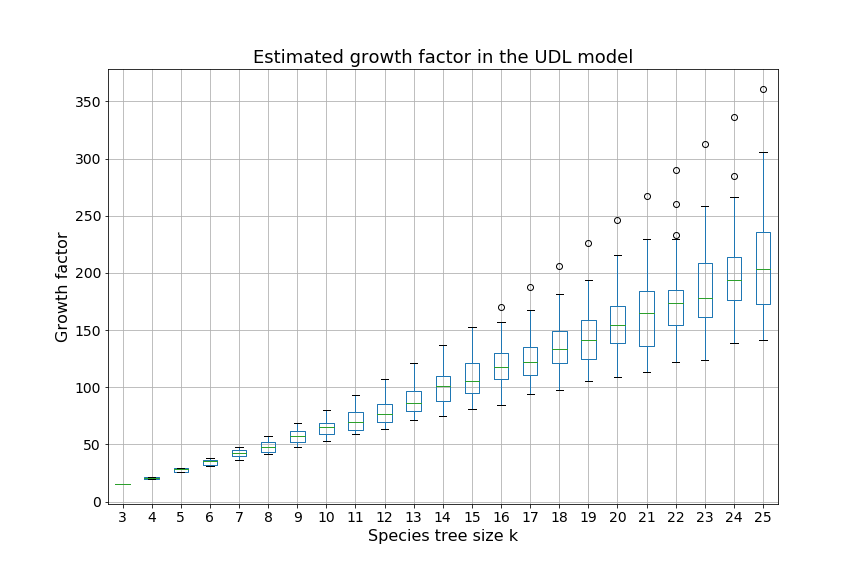 Estimated growth factor in the UDL model
Growth factor
350
300
250
200
150
100
50
0
3 4 5 6 7 8 9 10 11 12 13 14 15 16 17 18 19 20 21 22 23 24 25
Species tree size k